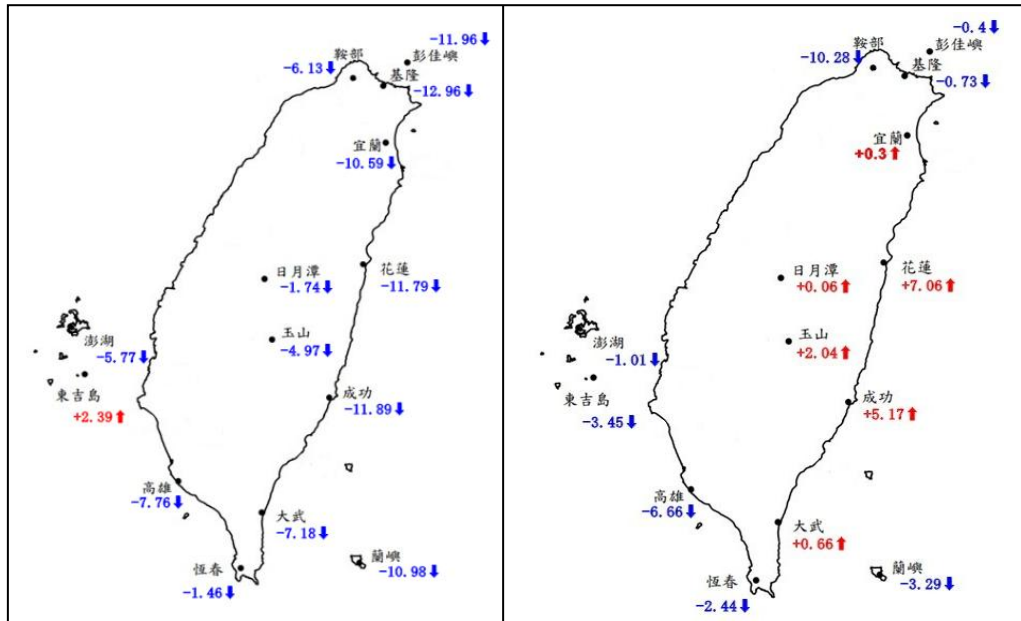 -11.96⬇
彭佳嶼
鞍部
-6.13⬇
基隆
-12.96⬇
宜蘭
-10.59⬇
日月潭
-1.74⬇
花蓮
-11.79⬇
玉山
-4.97⬇
澎湖
-5.77⬇
東吉島
+2.39⬆
成功
-11.89⬇
高雄
-7.76⬇
大武
-7.18⬇
恆春
-1.46⬇
蘭嶼
-10.98⬇
-0.4⬇
彭佳嶼
鞍部
-10.28⬇
基隆
-0.73⬇
宜蘭
+0.3⬆
日月潭
+0.06⬆
花蓮
+7.06⬆
玉山
+2.04⬆
澎湖
-1.01⬇
東吉島
-3.45⬇
成功
+5.17⬆
高雄
-6.66⬇
大武
+0.66⬆
恆春
-2.44⬇
蘭嶼
-3.29⬇